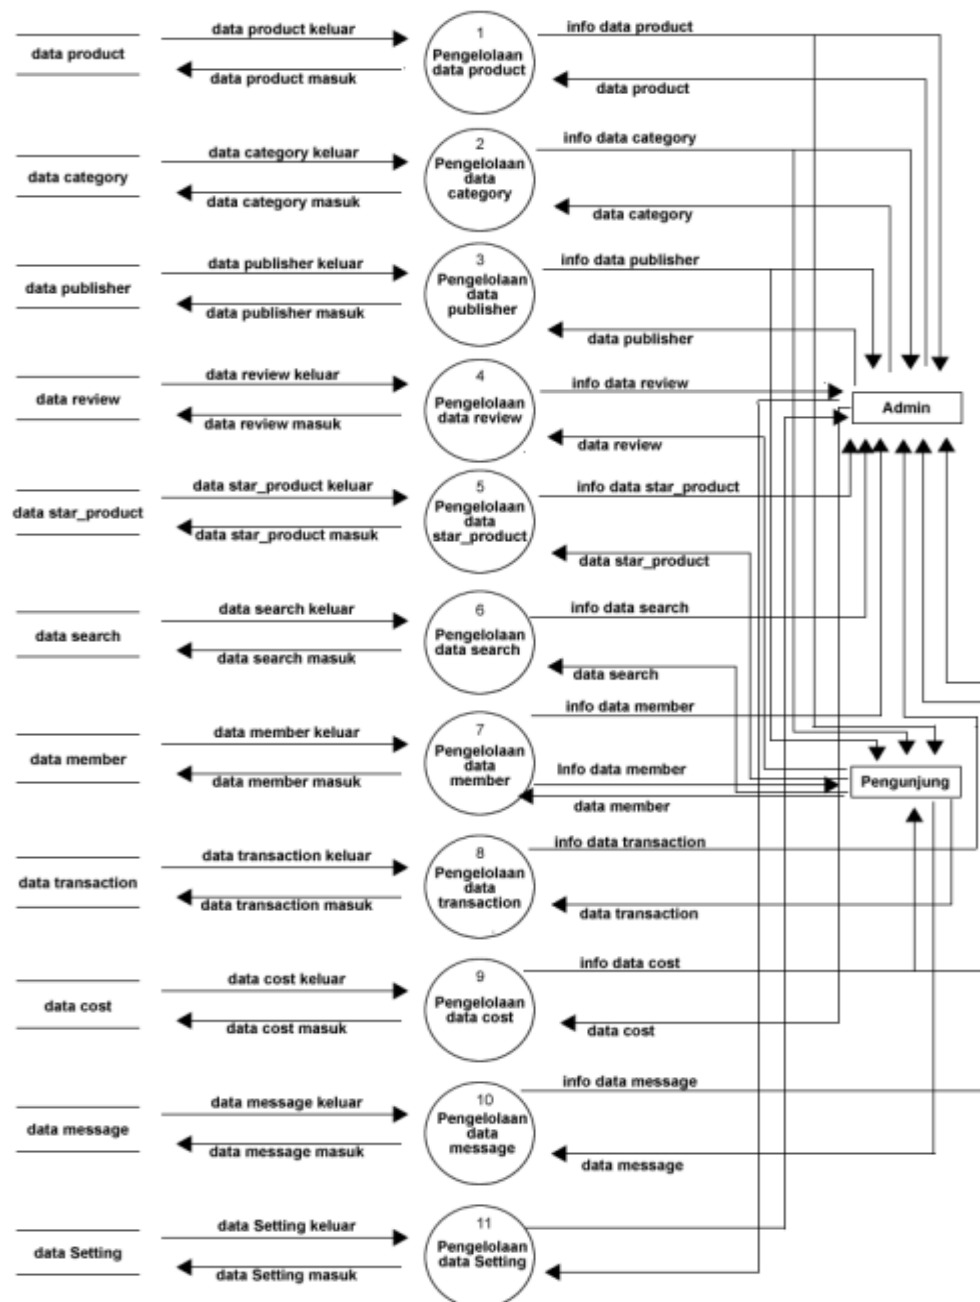 data product keluar
info data product
1
Pengelolaan
data product
data product
data product masuk
data product
data category keluar
info data category
2
Pengelolaan
data
category
data category
data category masuk
data category
data publisher keluar
info data publisher
3
Pengelolaan
data
publisher
data publisher
data publisher masuk
data publisher
data review keluar
info data review
4
Pengelolaan
data review
data review
data review masuk
data review
Admin
data star_product keluar
info data star_product
5
Pengelolaan
data
star_product
data star_product
data star_product masuk
data star_product
data search keluar
info data search
6
Pengelolaan
data search
data search
data search masuk
data search
data member keluar
info data member
7
Pengelolaan
data
member
data member
Info data member
data member masuk
data member
Pengunjung
data transaction keluar
info data transaction
8
Pengelolaan
data
transaction
data transaction
data transaction masuk
data transaction
data cost keluar
info data cost
9
Pengelolaan
data cost
data cost
data cost masuk
data cost
data message keluar
info data message
10
Pengelolaan
data
message
data message
data message masuk
data message
data Setting keluar
11
Pengelolaan
data Setting
data Setting
data Setting masuk